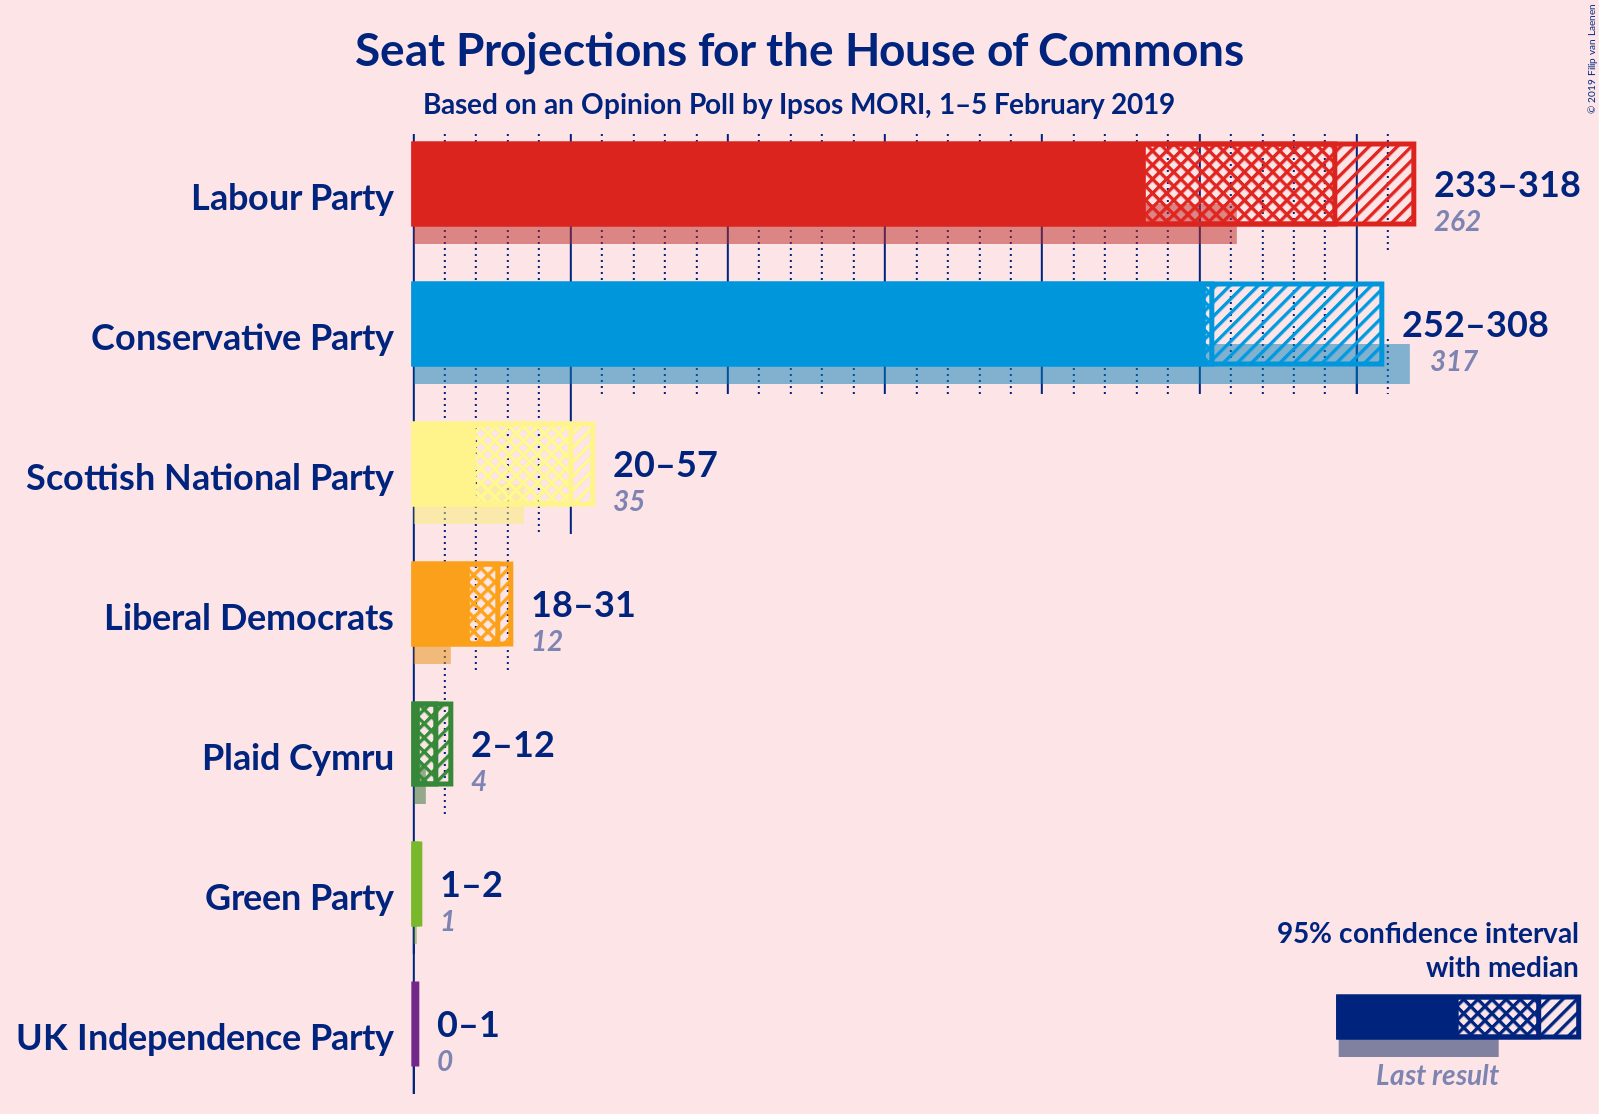 Seat Projections for the House of Commons
Based on an Opinion Poll by Ipsos MORI, 1–5 February 2019
© 2019 Filip van Laenen
Labour Party
233–318
262
Conservative Party
252–308
317
Scottish National Party
20–57
35
Liberal Democrats
18–31
12
Plaid Cymru
2–12
4
Green Party
1–2
1
UK Independence Party
0–1
0
95% confidence interval
with median
Last result